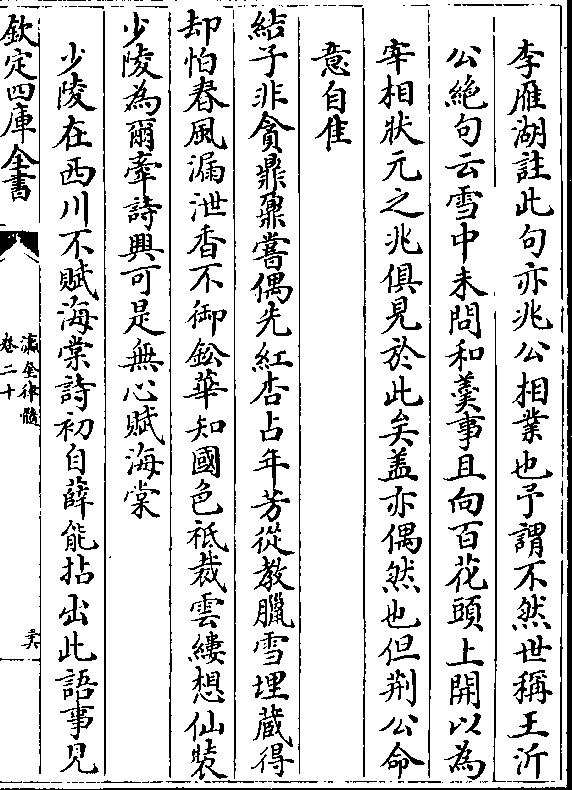 李雁湖註此句亦兆公相業也予謂不然世稱王沂
公絶句云雪中未問和羮事且向百花頭上開以為
宰相狀元之兆俱見於此矣盖亦偶然也但荆公命
意自佳
結子非貪鼎鼐嘗偶先紅杏占年芳從教臘雪埋藏得
却怕春風漏泄香不御鈆華知國色秖裁雲縷想仙裝
少陵為爾牽詩興可是無心賦海棠
少陵在西川不賦海棠詩初自薛能拈出此語事見
欽定四庫全書
瀛奎律髓
卷二十